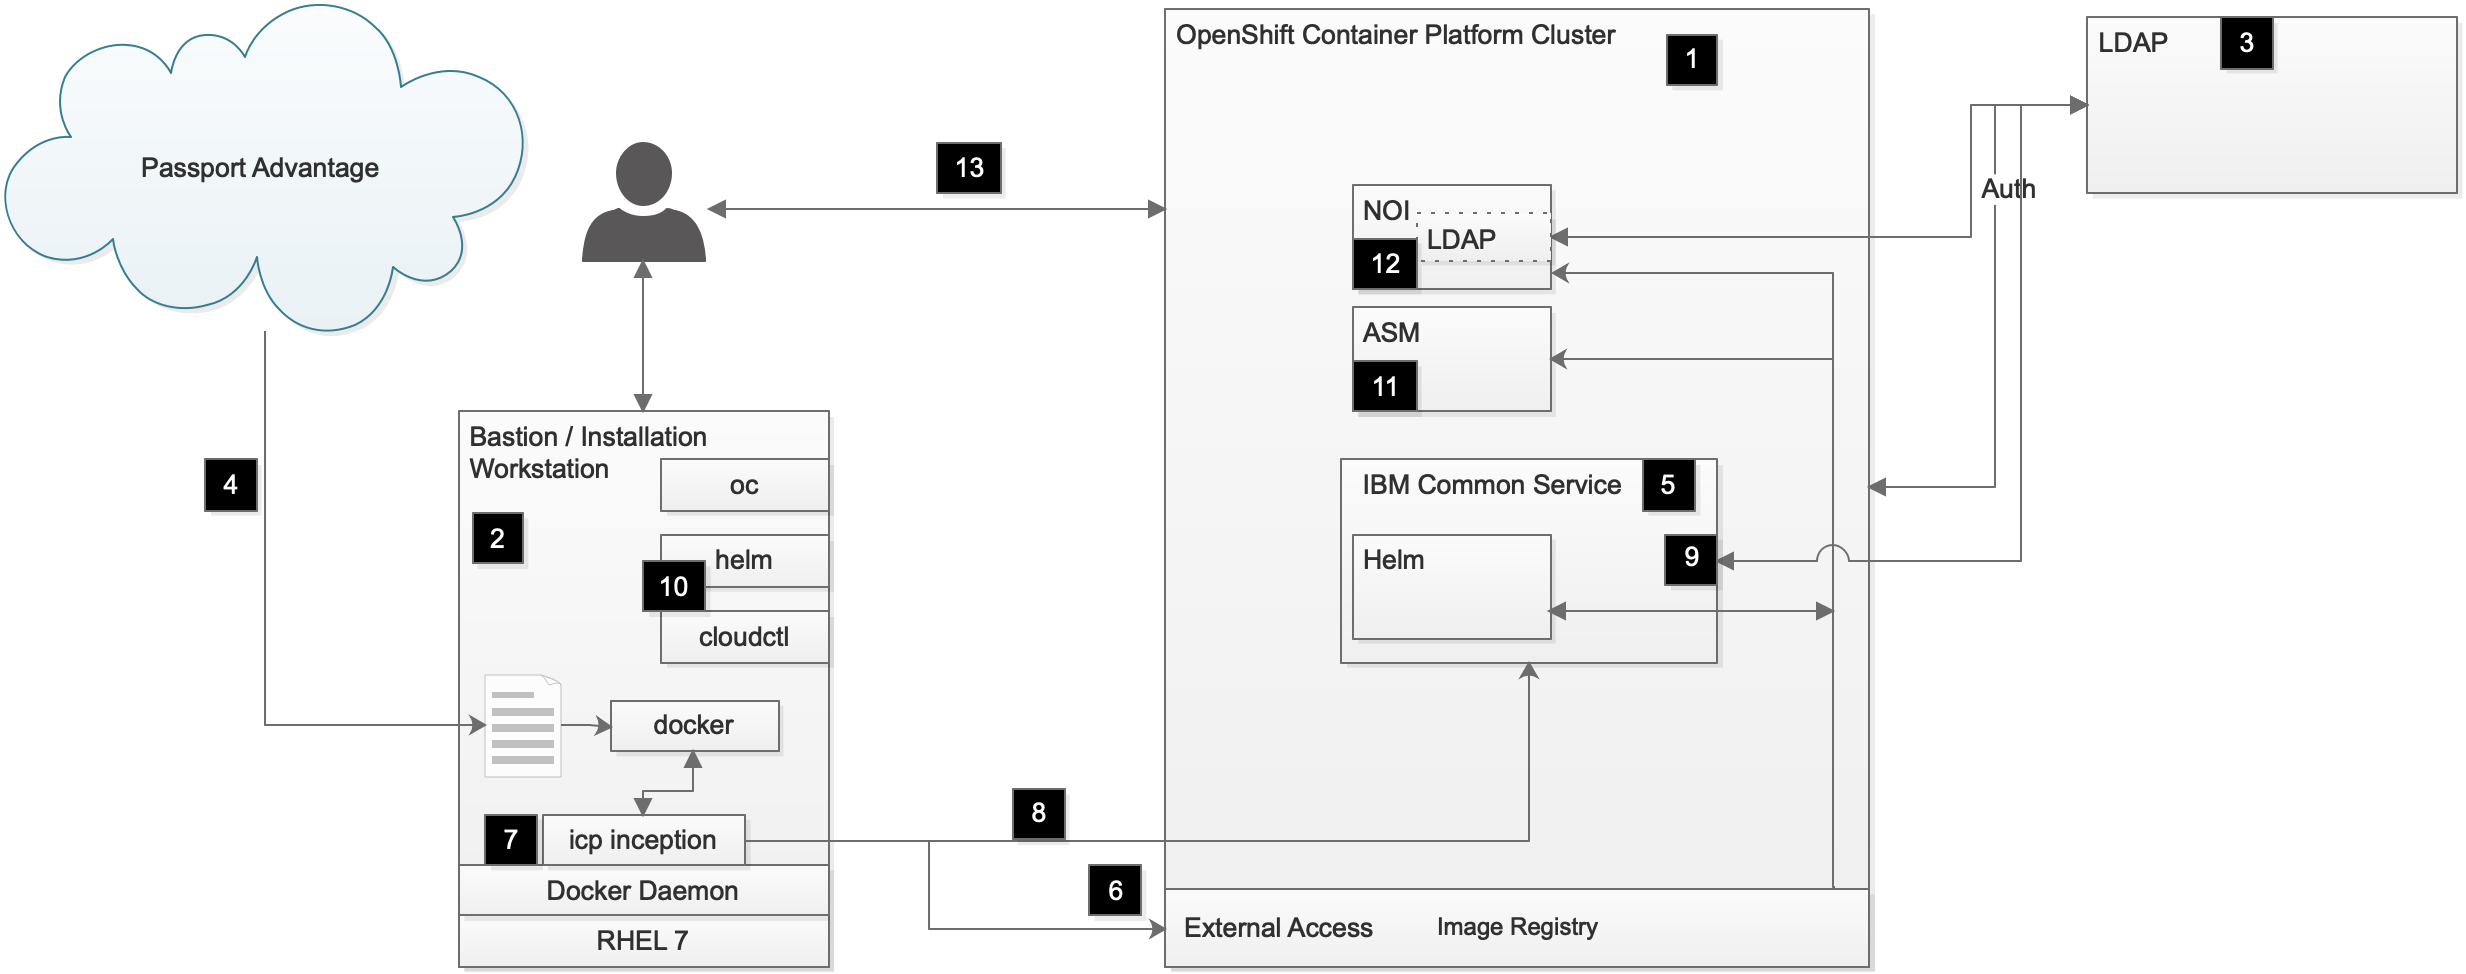 Passport Advantage
4
13
Bastion / Installation
Workstation
2
oc
helm
10
cloudctl
docker
7
icp inception
Docker Daemon
RHEL 7
8
6
OpenShift Container Platform Cluster
1
NOI
LDAP
12
ASM
11
IBM Common Service
5
9
Helm
External Access
Image Registry
LDAP
3
Auth